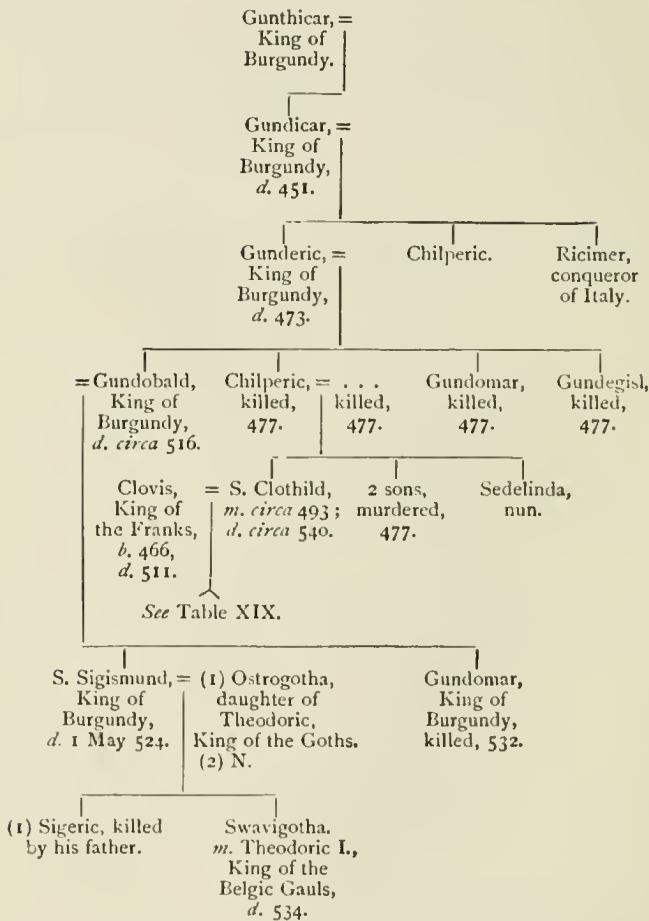 Gunthicar, =
King of
Burgundy.
Gundicar, =
King of
Burgundy,
d. 451.
Gunderic, =
King of
Burgundy,
d. 473.
Chilperic.
Ricimer,
conqueror
of Italy.
= Gundobald,
King of
Burgundy,
d. circa 516.
Chilperic, =
killed,
477.
. . .
killed,
477.
Gundomar,
killed,
477.
Gundegisl,
killed,
477.
Clovis, =
King of
the Franks,
b. 466,
d. 511.
S. Clothild,
m. circa 493 ;
d. circa 540.
2 sons,
murdered,
477.
Sedelinda,
nun.
See Table XIX.
S. Sigismund, =
King of
Burgundy,
d. 1 May 524.
(1) Ostrogotha,
daughter of
Theodoric,
King of the Goths.
(2) N.
Gundomar,
King of
Burgundy,
killed, 532.
(1) Sigeric, killed
by his father.
Swavigotha.
m. Theodoric I.,
King of the
Belgic Gauls,
d. 534.